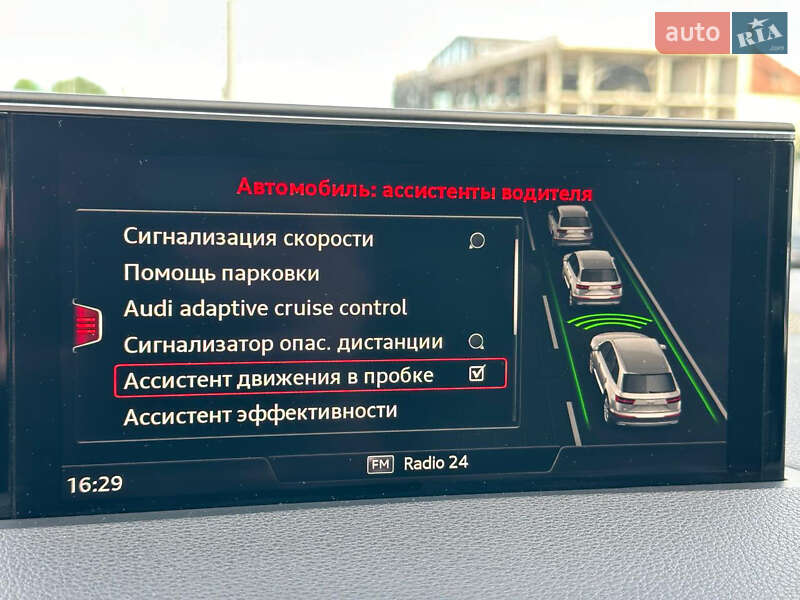 auto RIA
.com
Автомобиль: ассистенты водителя
Сигнализация скорости
Помощь парковки
Audi adaptive cruise control
Сигнализатор опас. дистанции
Ассистент движения в пробке
Ассистент эффективности
FM Radio 24
16:29